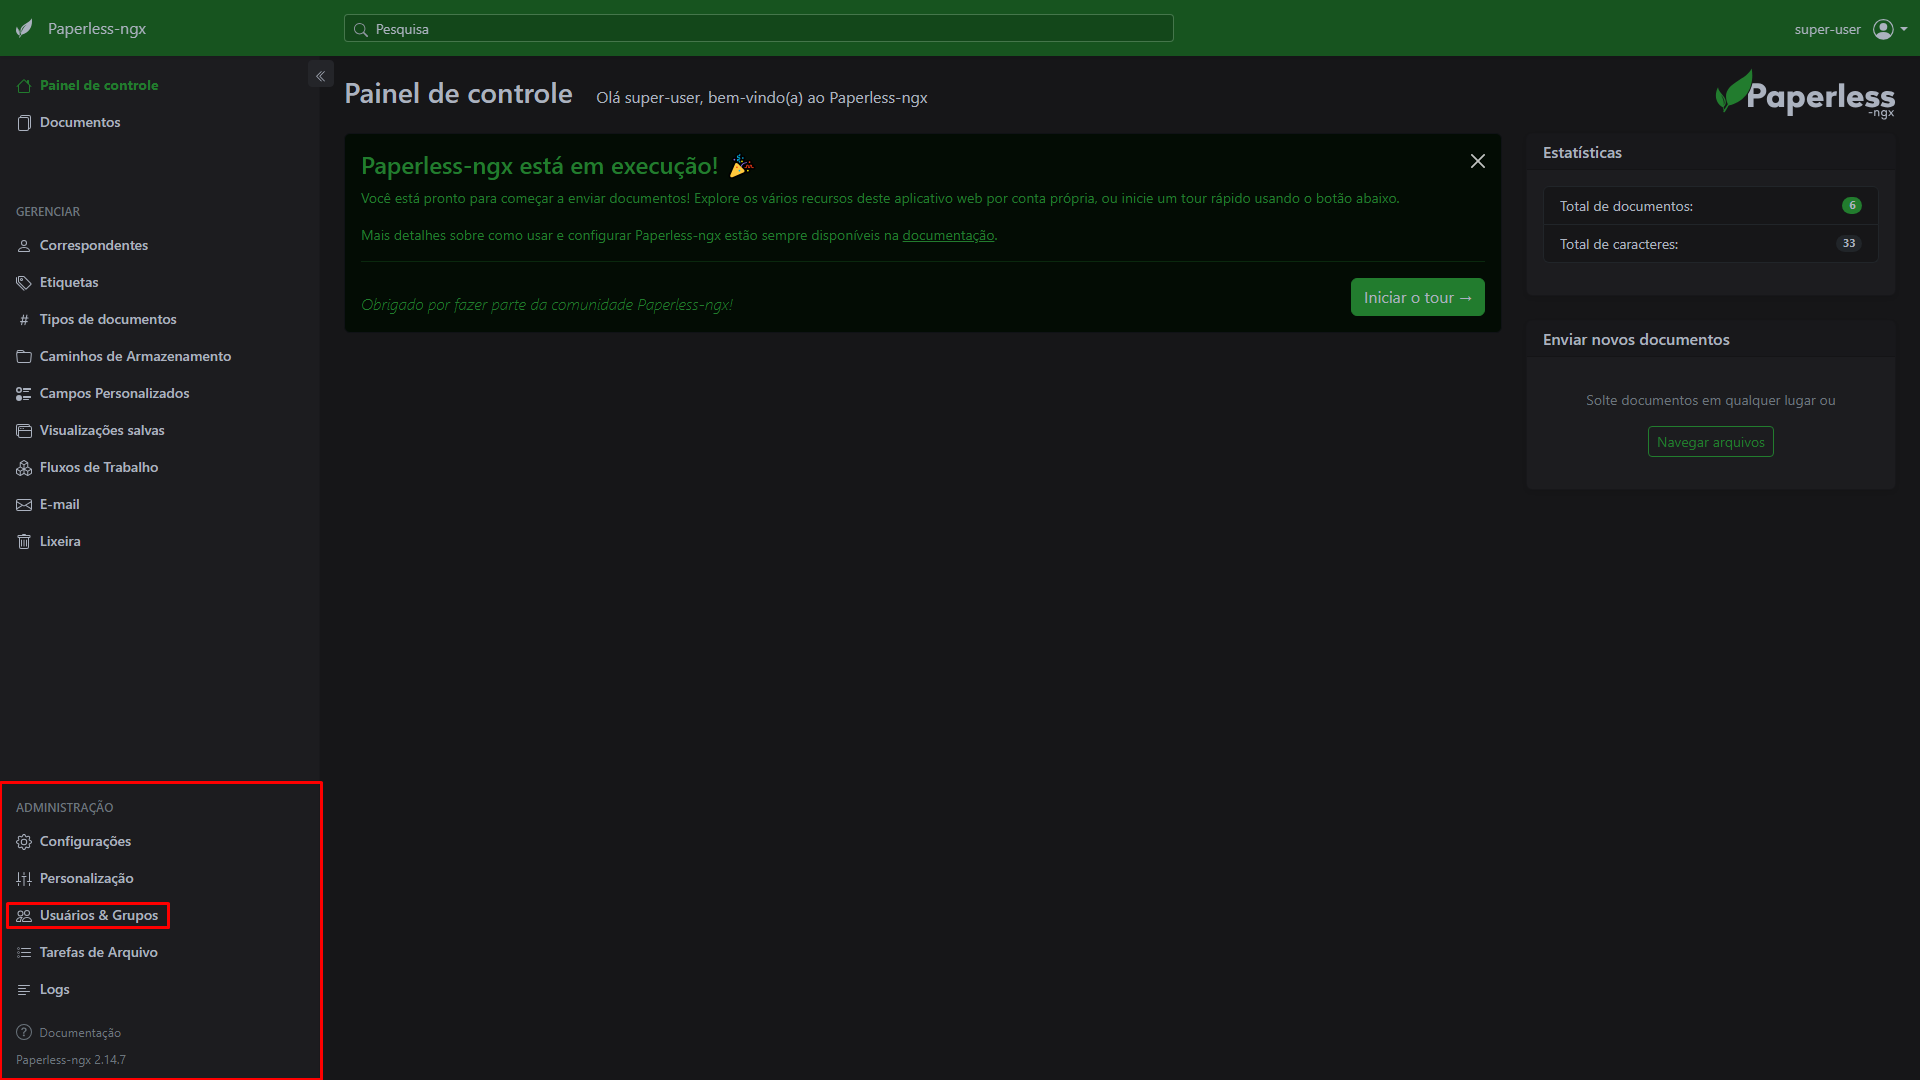 Paperless-ngx
Pesquisa
super-user
Painel de controle
Documentos
GERENCIAR
Correspondentes
Etiquetas
Tipos de documentos
Caminhos de Armazenamento
Campos Personalizados
Visualizações salvas
Fluxos de Trabalho
E-mail
Lixeira
ADMINISTRAÇÃO
Configurações
Personalização
Usuários & Grupos
Tarefas de Arquivo
Logs
Documentação
Paperless-ngx 2.14.7
Painel de controle Olá super-user, bem-vindo(a) ao Paperless-ngx
Paperless
-ngx
Paperless-ngx está em execução! 🎉
Você está pronto para começar a enviar documentos! Explore os vários recursos deste aplicativo web por conta própria, ou inicie um tour rápido usando o botão abaixo.
Mais detalhes sobre como usar e configurar Paperless-ngx estão sempre disponíveis na documentação.
Obrigado por fazer parte da comunidade Paperless-ngx!
Iniciar o tour →
Estatísticas
Total de documentos: 6
Total de caracteres: 33
Enviar novos documentos
Solte documentos em qualquer lugar ou
Navegar arquivos